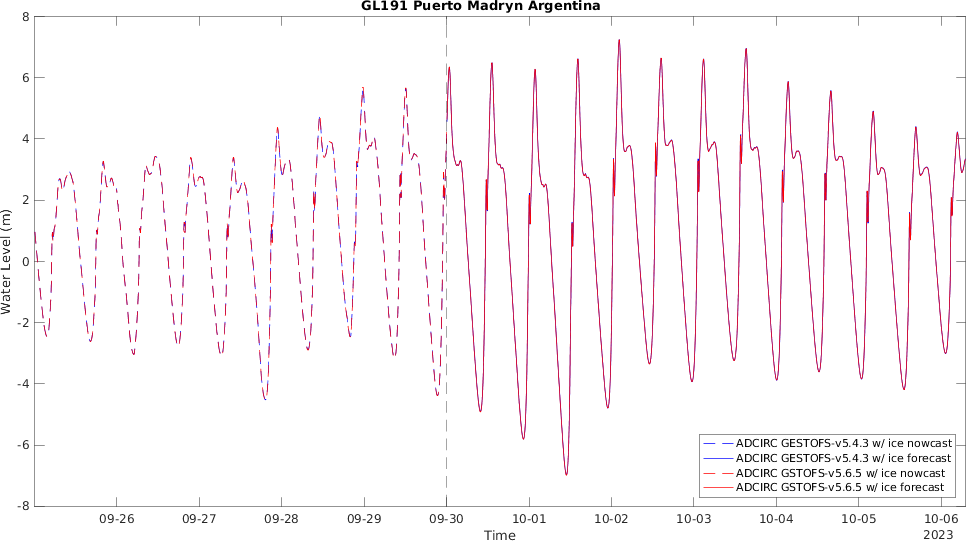 GL191 Puerto Madryn Argentina
8
6
4
2
0
-2
-4
-6
-8
Water Level (m)
ADCIRC GESTOFS-v5.4.3 w/ ice nowcast
ADCIRC GESTOFS-v5.4.3 w/ ice forecast
ADCIRC GSTOFS-v5.6.5 w/ ice nowcast
ADCIRC GSTOFS-v5.6.5 w/ ice forecast
09-26 09-27 09-28 09-29 09-30 10-01 10-02 10-03 10-04 10-05 10-06
Time
2023